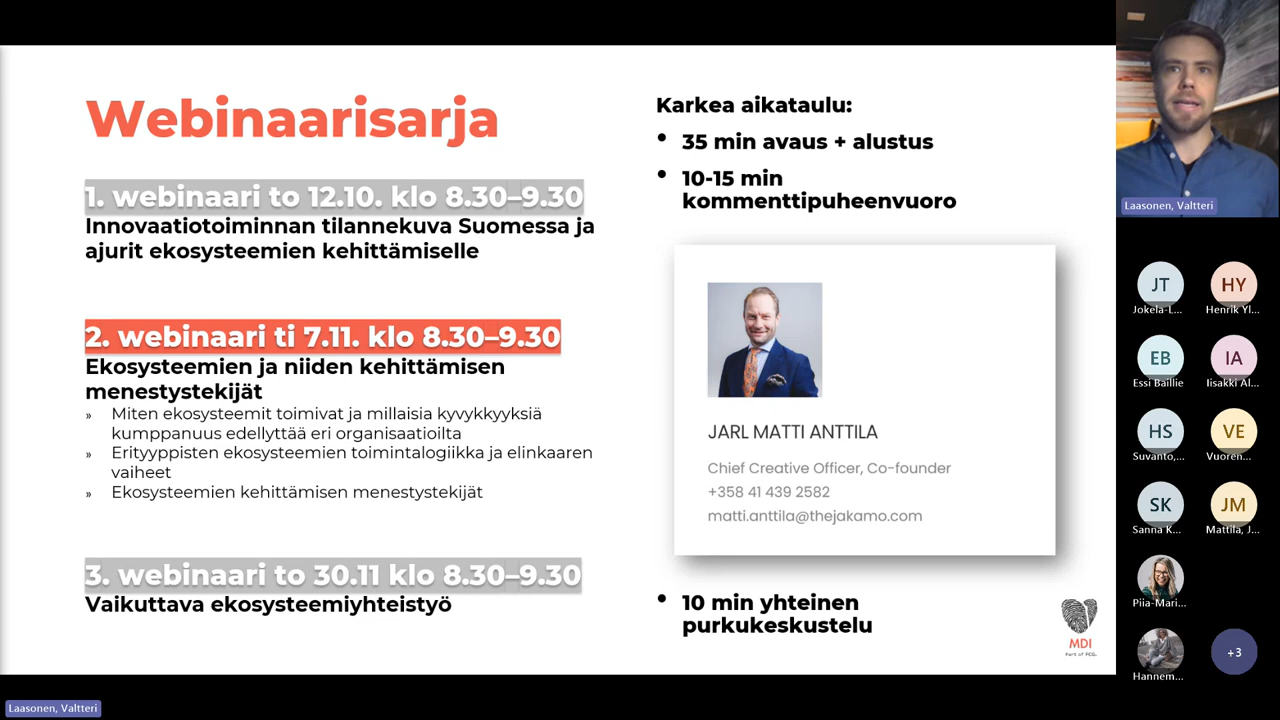 Webinaarisarja
1. webinaari to 12.10. klo 8.30–9.30
Innovaatiotoiminnan tilannekuva Suomessa ja
ajurit ekosysteemien kehittämiselle
2. webinaari ti 7.11. klo 8.30–9.30
Ekosysteemien ja niiden kehittämisen
menestystekijät
» Miten ekosysteemit toimivat ja millaisia kyvykkyyksiä
kumppanuus edellyttää eri organisaatioilta
» Erityyppisten ekosysteemien toimintalogiikka ja elinkaaren
vaiheet
» Ekosysteemien kehittämisen menestystekijät
3. webinaari to 30.11 klo 8.30–9.30
Vaikuttava ekosysteemiyhteistyö
Karkea aikataulu:
• 35 min avaus + alustus
• 10-15 min
kommenttipuheenvuoro
JARL MATTI ANTTILA
Chief Creative Officer, Co-founder
+358 41 439 2582
matti.anttila@thejakamo.com
• 10 min yhteinen
purkukeskustelu
MDI
Part of FCG.
Laasonen, Valtteri
JT
Jokela-L...
HY
Henrik Yl...
EB
Essi Baillie
IA
Iisakki Al...
HS
Suvanto,...
VE
Vuoren...
SK
Sanna K...
JM
Mattila, J...
Piia-Mari...
Hannem...
+3
Laasonen, Valtteri